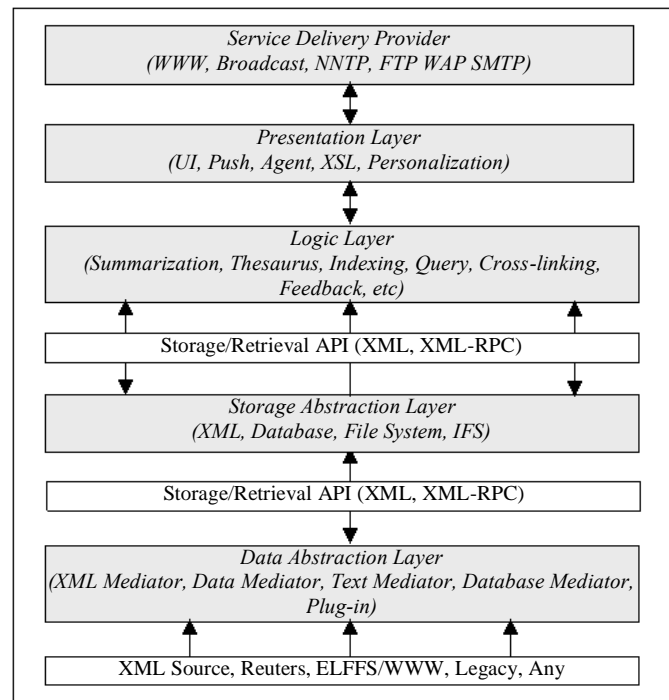 Service Delivery Provider
(WWW, Broadcast, NNTP, FTP WAP SMTP)
Presentation Layer
(UI, Push, Agent, XSL, Personalization)
Logic Layer
(Summarization, Thesaurus, Indexing, Query, Cross-linking,
Feedback, etc)
Storage/Retrieval API (XML, XML-RPC)
Storage Abstraction Layer
(XML, Database, File System, IFS)
Storage/Retrieval API (XML, XML-RPC)
Data Abstraction Layer
(XML Mediator, Data Mediator, Text Mediator, Database Mediator,
Plug-in)
XML Source, Reuters, ELFFS/WWW, Legacy, Any